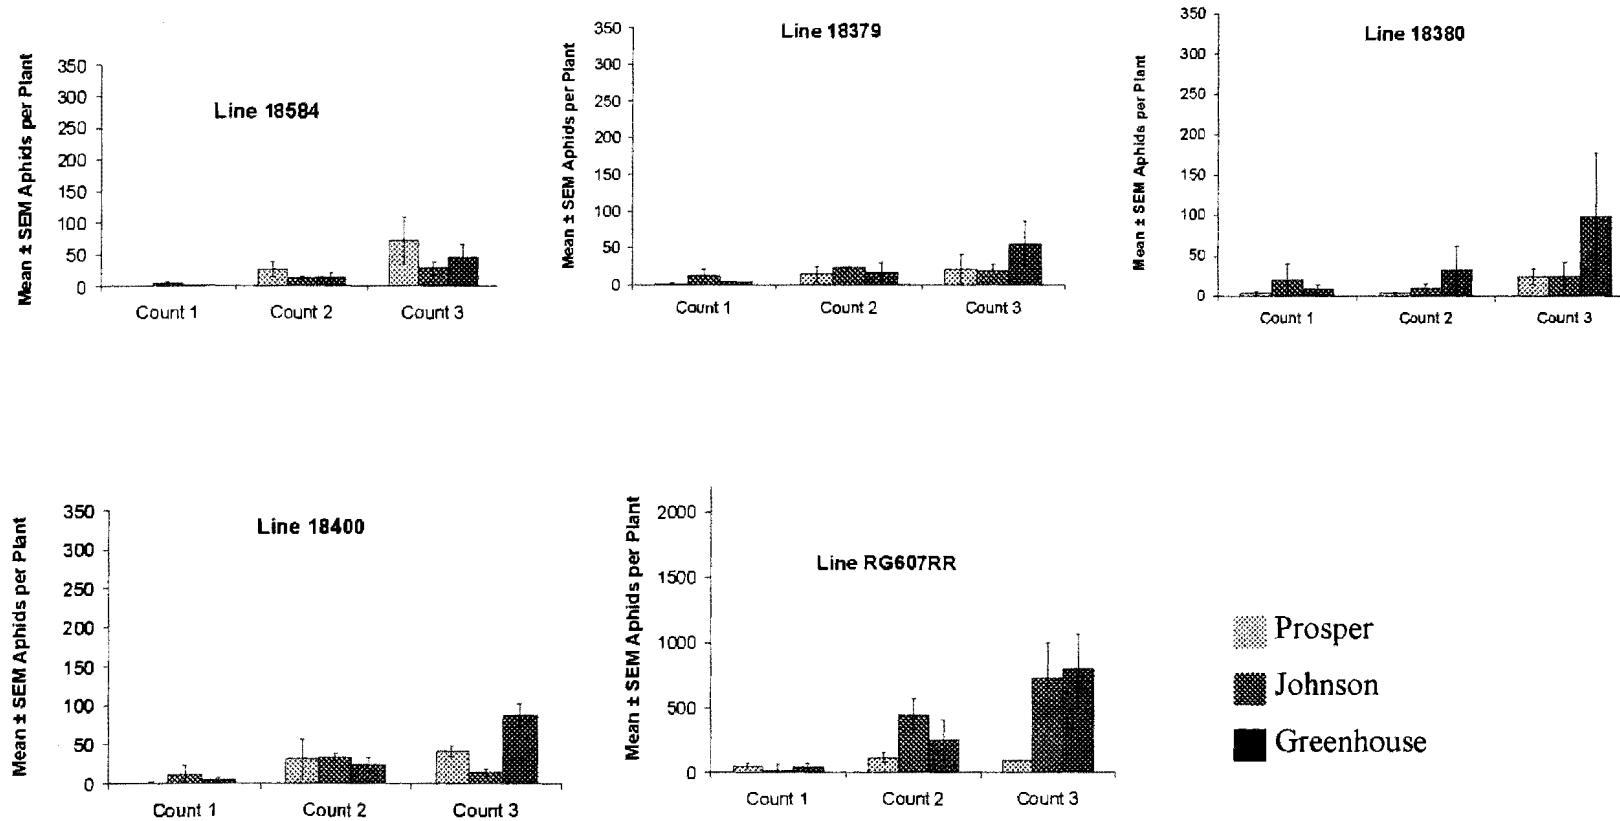 Line 18584
Mean ± SEM Aphids per Plant
350
300
250
200
150
100
50
0
Count 1
Count 2
Count 3
Line 18379
Mean ± SEM Aphids per Plant
350
300
250
200
150
100
50
0
Count 1
Count 2
Count 3
Line 18380
Mean ± SEM Aphids per Plant
350
300
250
200
150
100
50
0
Count 1
Count 2
Count 3
Line 18400
Mean ± SEM Aphids per Plant
350
300
250
200
150
100
50
0
Count 1
Count 2
Count 3
Line RG607RR
Mean ± SEM Aphids per Plant
2000
1500
1000
500
0
Count 1
Count 2
Count 3
Prosper
Johnson
Greenhouse